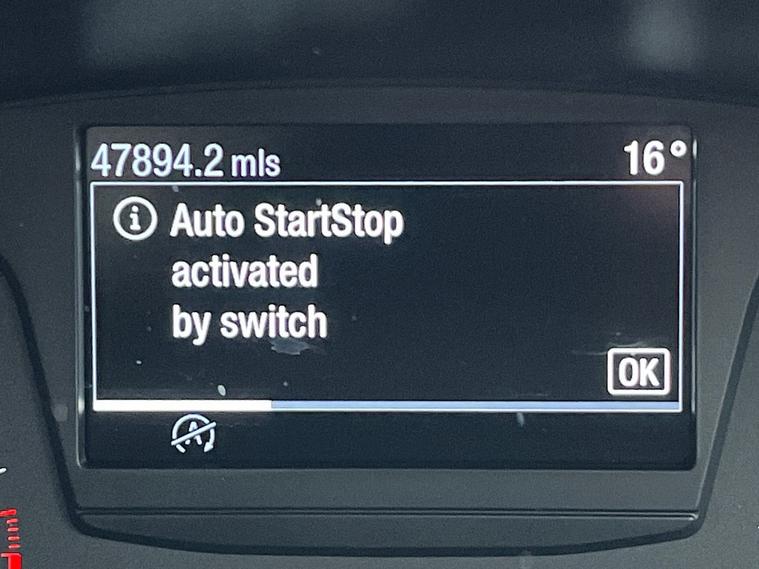 47894.2 mls 16°
Auto StartStop
activated
by switch
OK
A